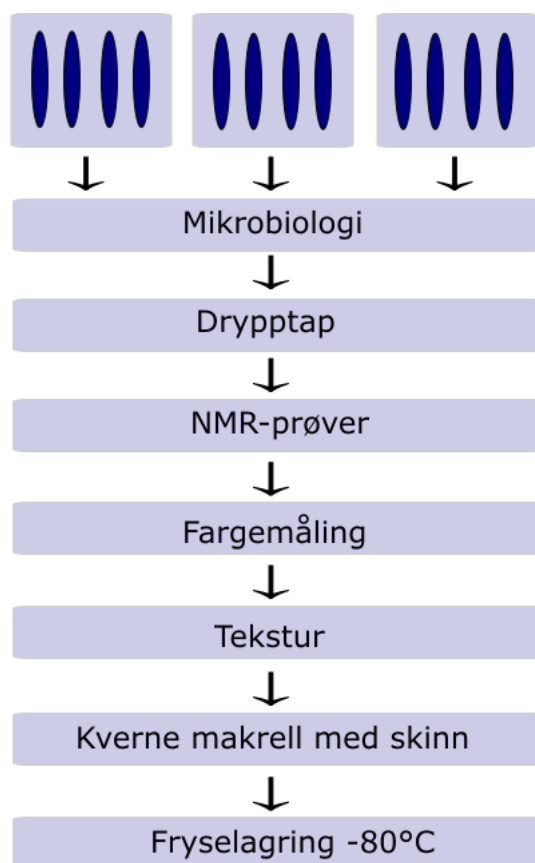 Mikrobiologi
Drypptap
NMR-prøver
Fargemåling
Tekstur
Kverne makrell med skinn
Fryselagring -80°C